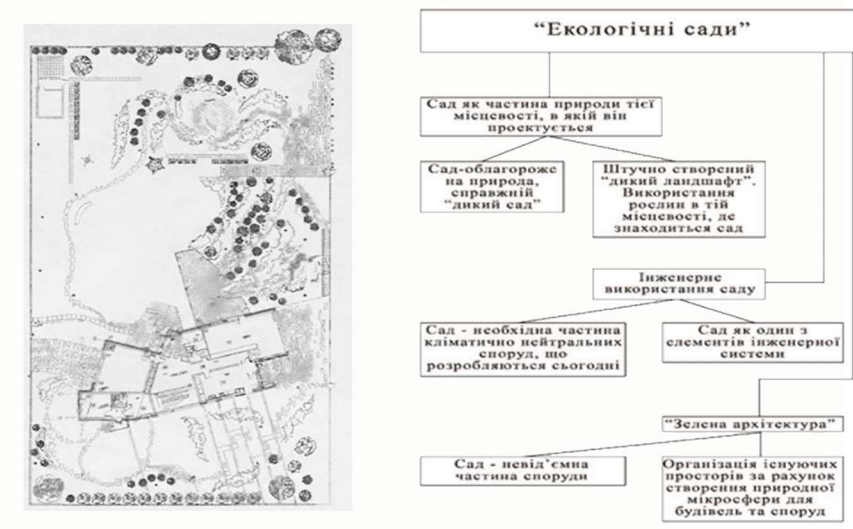 “Екологічні сади”
Сад як частина природи тієї
місцевості, в якій він
проектується
Сад-облагороже
на природа,
справжній
“дикий сад”
Штучно створений
“дикий ландшафт”.
Використання
рослин в тій
місцевості, де
знаходиться сад
Інженерне
використання саду
Сад - необхідна частина
кліматично нейтральних
споруд, що
розробляються сьогодні
Сад як один з
елементів інженерної
системи
“Зелена архітектура”
Сад - невід’ємна
частина споруди
Організація існуючих
просторів за рахунок
створення природної
мікросфери для
будівель та споруд